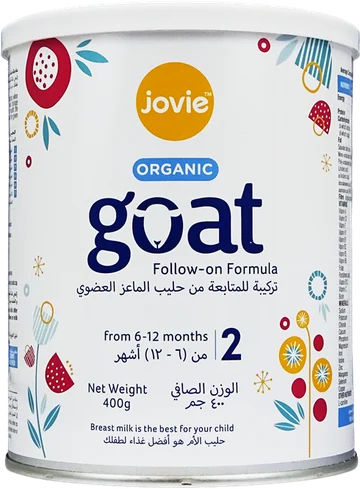 jovie™
ORGANIC
goat
Follow-on Formula
تركيبة للمتابعة من حليب الماعز العضوي
from 6-12 months
من (٦ - ١٢) أشهر
2
Net Weight الوزن الصافي
400g ٤٠٠ جم
Breast milk is the best for your child
حليب الأم هو أفضل غذاء لطفلك